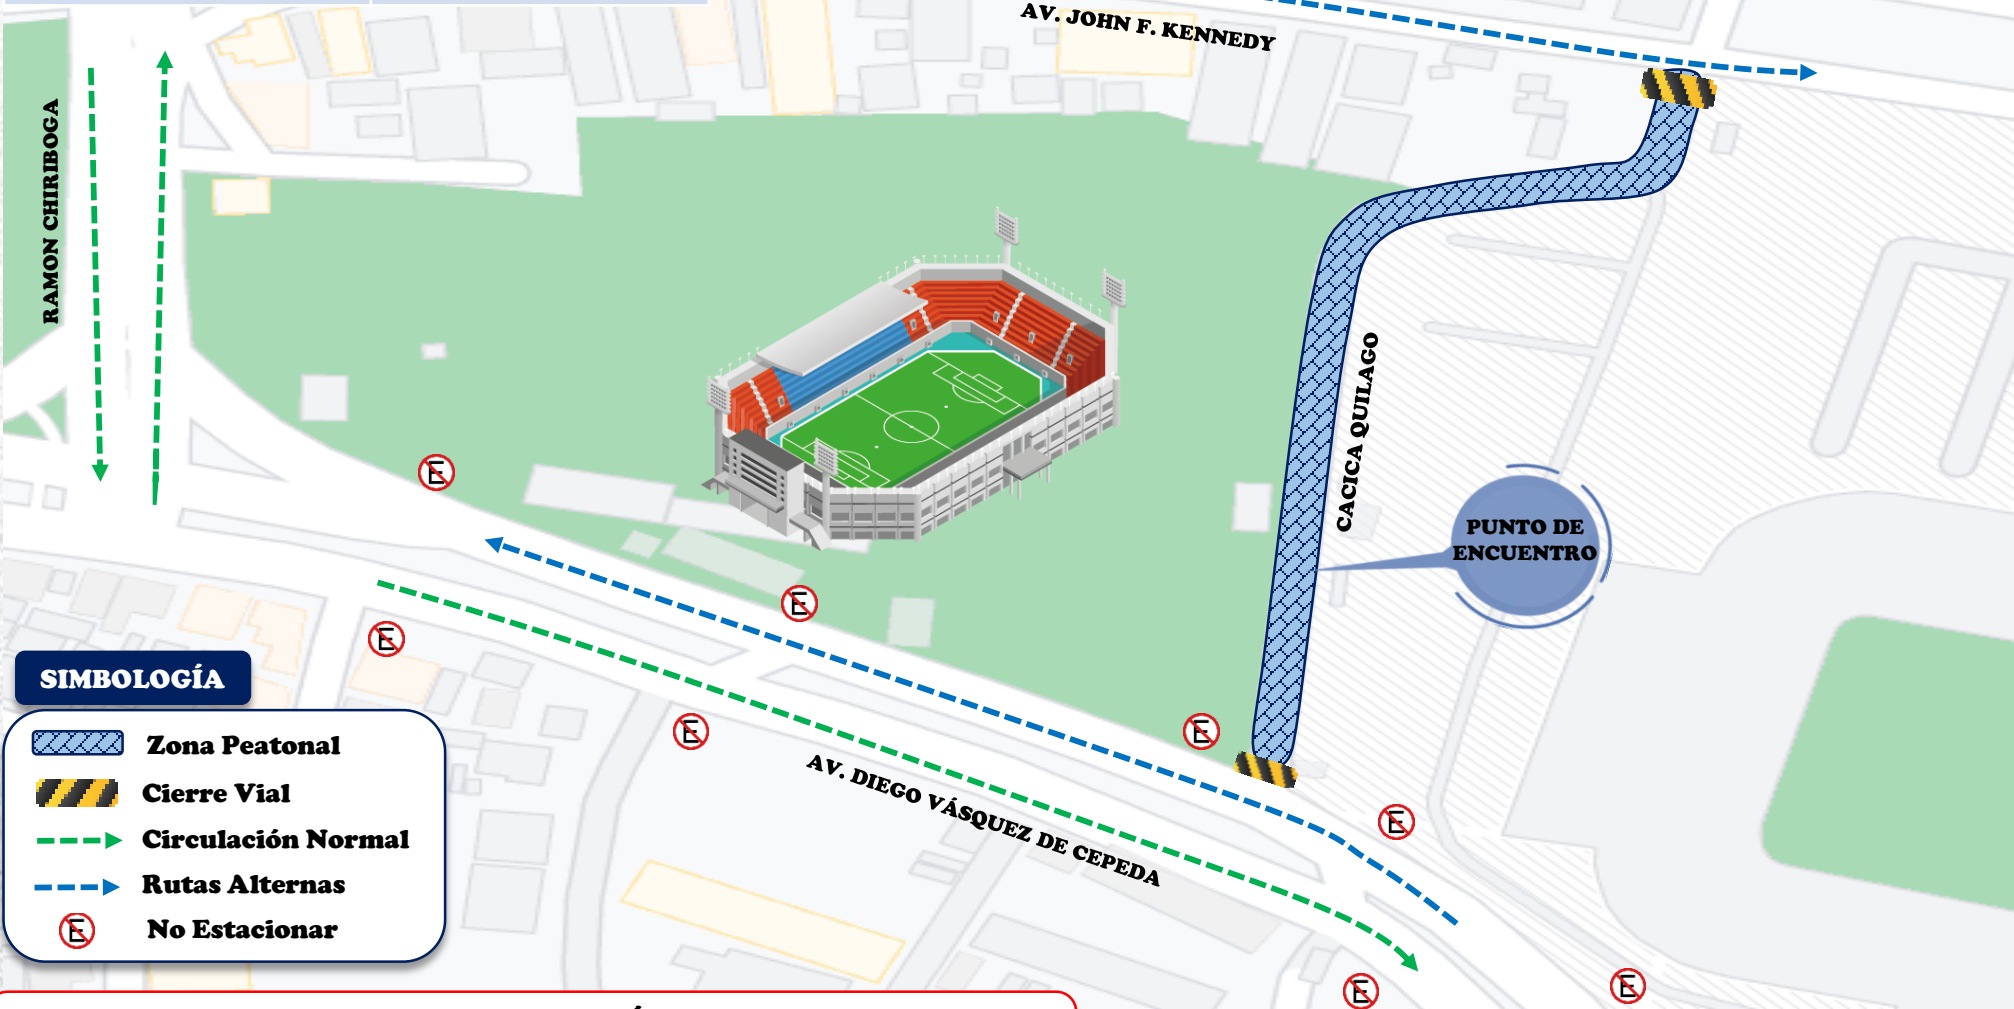 AV. JOHN F. KENNEDY
RAMON CHIRIBOGA
CACICA QUILAGO
PUNTO DE
ENCUENTRO
E
E
E
E
E
E
E
E
AV. DIEGO VÁSQUEZ DE CEPEDA
SIMBOLOGÍA
Zona Peatonal
Cierre Vial
Circulación Normal
Rutas Alternas
E No Estacionar